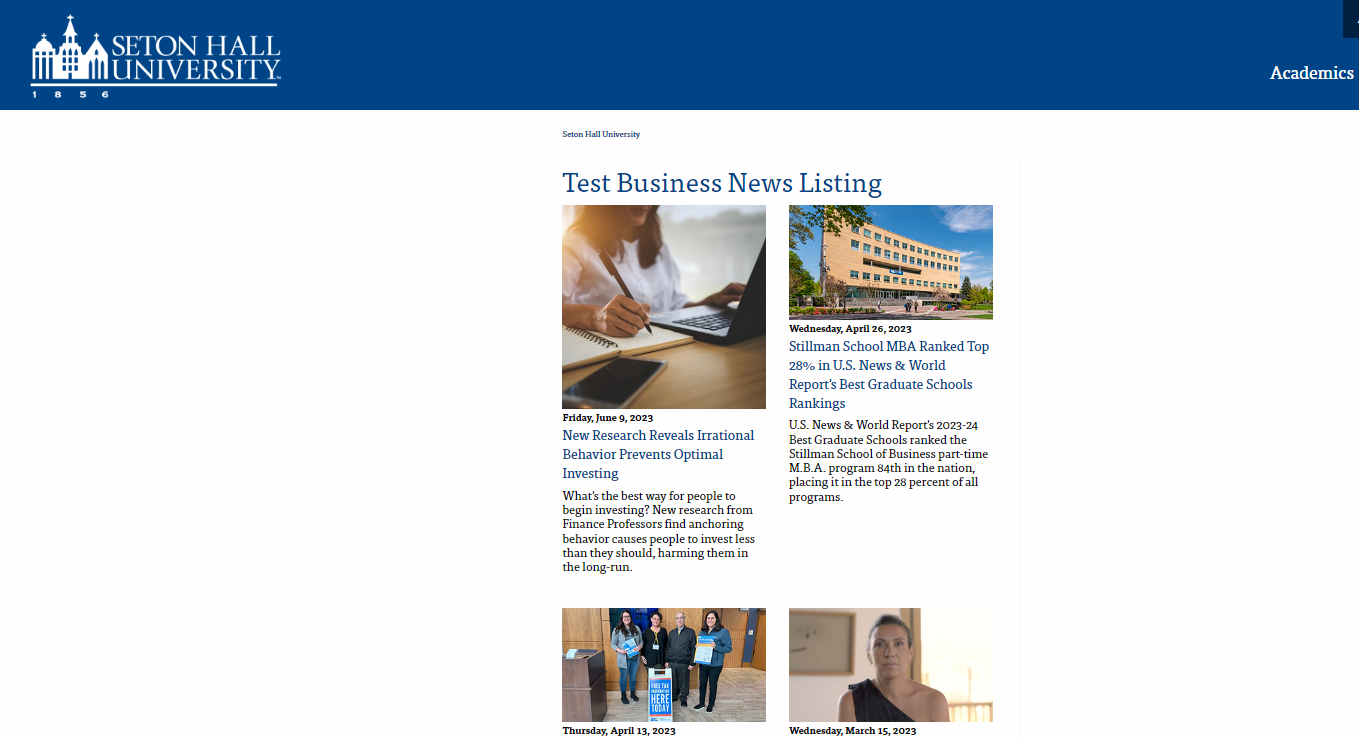 SETON HALL
UNIVERSITY
1 8 5 6
Academics
Seton Hall University
Test Business News Listing
Friday, June 9, 2023
New Research Reveals Irrational
Behavior Prevents Optimal
Investing
What's the best way for people to
begin investing? New research from
Finance Professors find anchoring
behavior causes people to invest less
than they should, harming them in
the long-run.
Wednesday, April 26, 2023
Stillman School MBA Ranked Top
28% in U.S. News & World
Report's Best Graduate Schools
Rankings
U.S. News & World Report's 2023-24
Best Graduate Schools ranked the
Stillman School of Business part-time
M.B.A. program 84th in the nation,
placing it in the top 28 percent of all
programs.
FREE TAX
PREPARATION
HERE
TODAY
Thursday, April 13, 2023
Wednesday, March 15, 2023